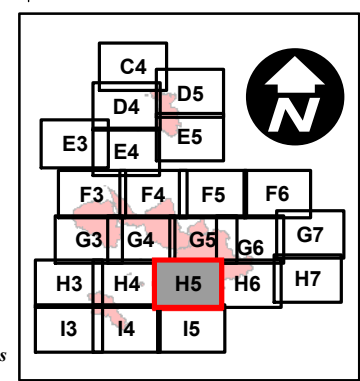 C4
D4 D5
E3 E4 E5
F3 F4 F5 F6
G3 G4 G5 G6 G7
H3 H4 H5 H6 H7
I3 I4 I5
N
s